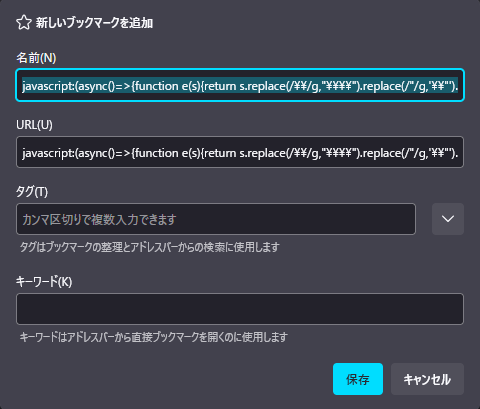 新しいブックマークを追加
名前(N)
javascript:(async()=>{function e(s){return s.replace(/¥¥/g,"¥¥¥¥").replace(/"/g,'¥¥"').
URL(U)
javascript:(async()=>{function e(s){return s.replace(/¥¥/g,"¥¥¥¥").replace(/"/g,'¥¥"').
タグ(T)
カンマ区切りで複数入力できます
タグはブックマークの整理とアドレスバーからの検索に使用します
キーワード(K)
キーワードはアドレスバーから直接ブックマークを開くのに使用します
保存 キャンセル